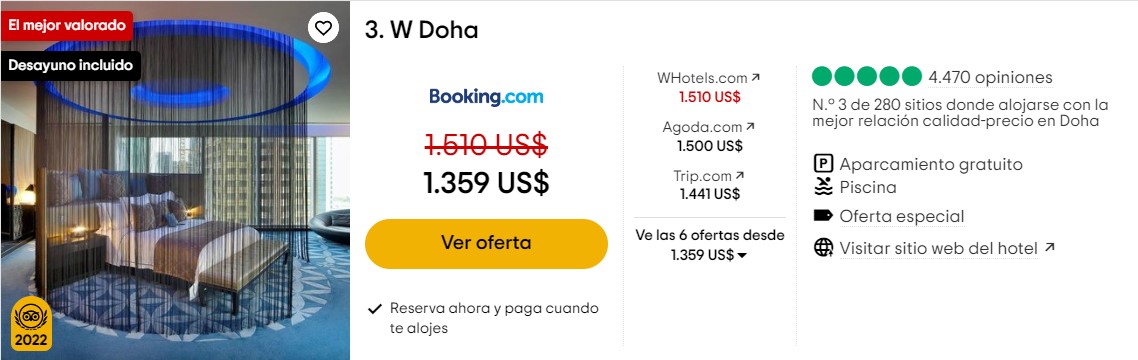 El mejor valorado
Desayuno incluido
2022
3. W Doha
Booking.com
1.510 US$
1.359 US$
Ver oferta
Reserva ahora y paga cuando
te alojes
WHotels.com
1.510 US$
Agoda.com
1.500 US$
Trip.com
1.441 US$
Ve las 6 ofertas desde
1.359 US$
4.470 opiniones
N.º 3 de 280 sitios donde alojarse con la
mejor relación calidad-precio en Doha
P Aparcamiento gratuito
Piscina
Oferta especial
Visitar sitio web del hotel